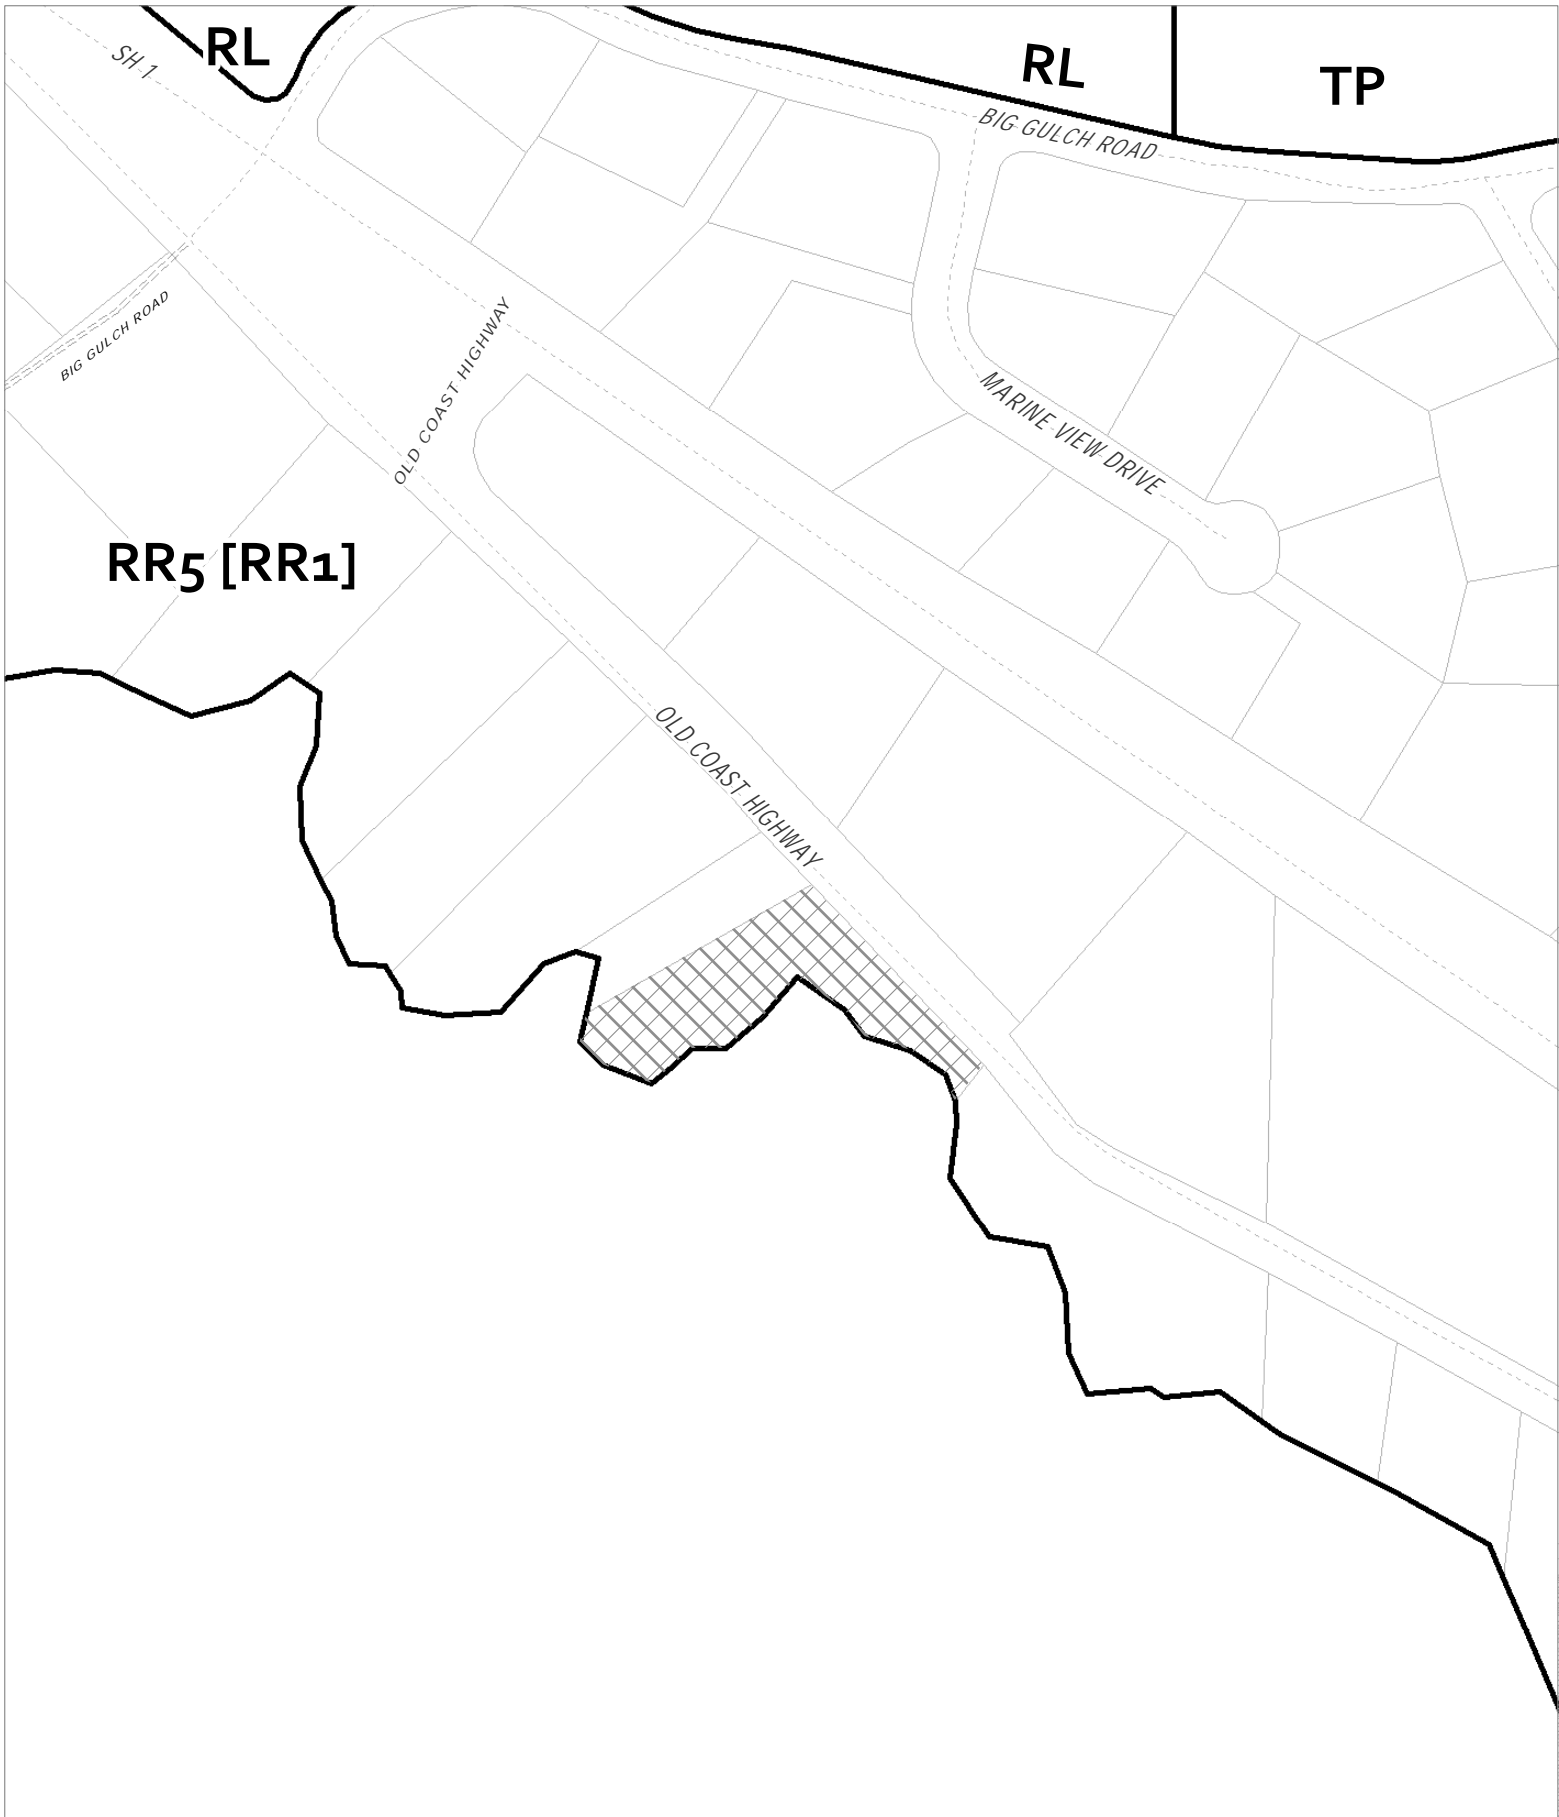 RL
SH 1
RL
TP
BIG GULCH ROAD
BIG GULCH ROAD
OLD COAST HIGHWAY
MARINE VIEW DRIVE
RR5 [RR1]
OLD COAST HIGHWAY